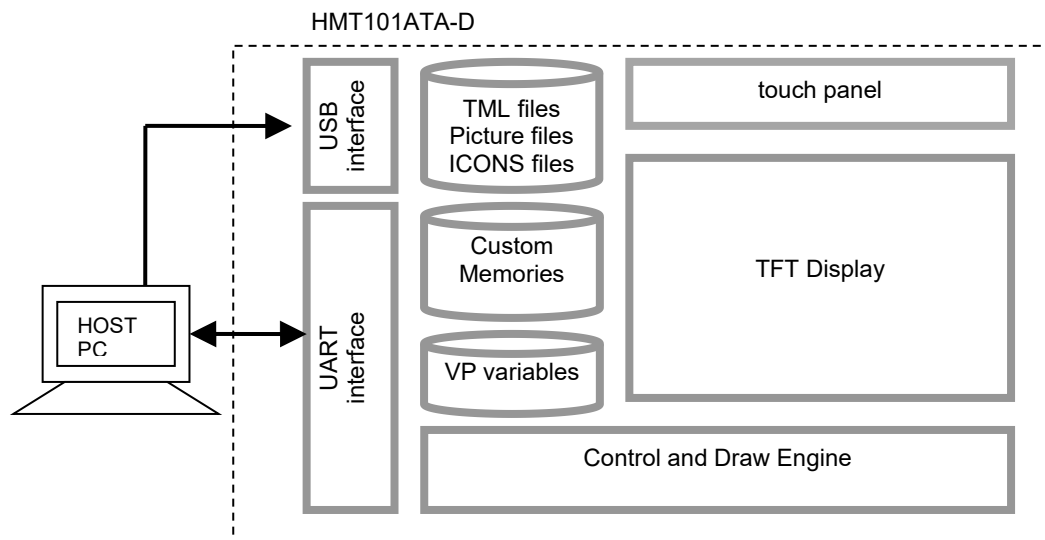 HMT101ATA-D
USB
interface
TML files
Picture files
ICONS files
touch panel
Custom
Memories
TFT Display
HOST
PC
UART
interface
VP variables
Control and Draw Engine